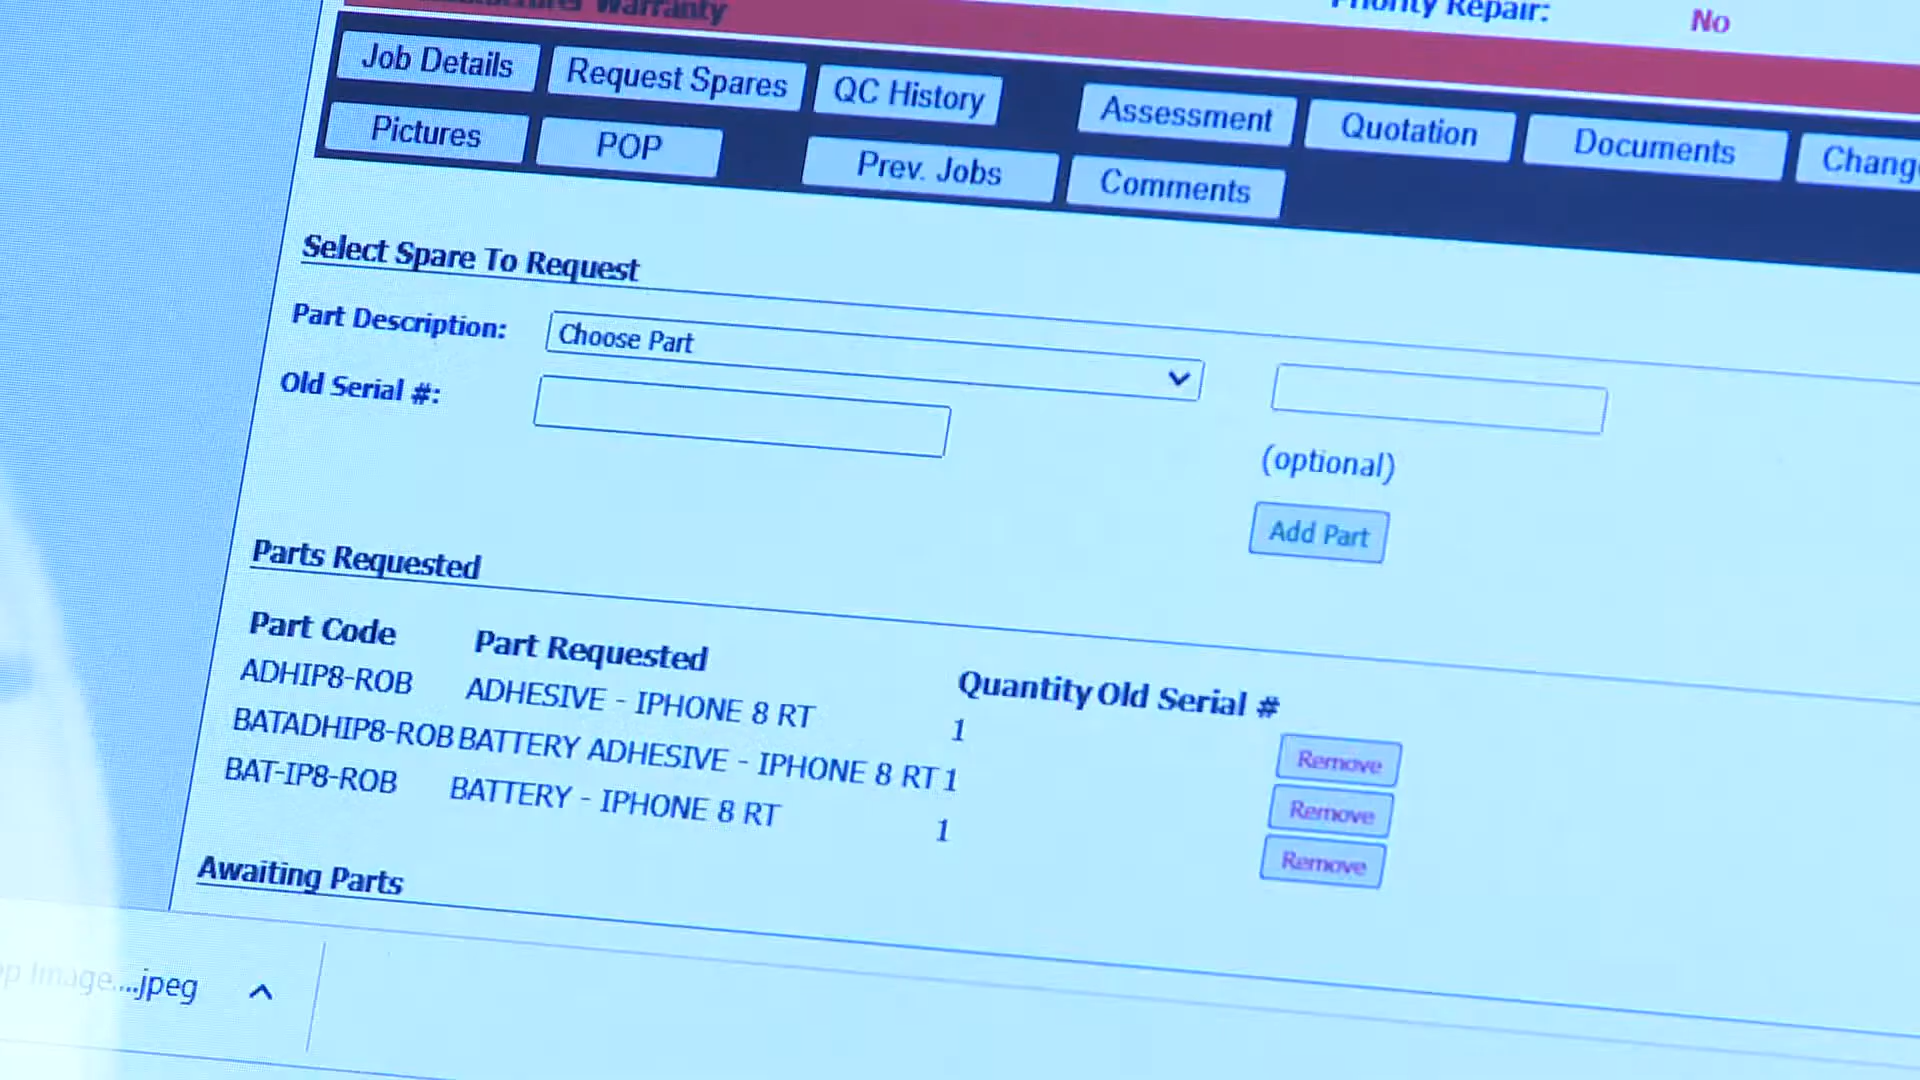 Warranty
Priority Repair: No
Job Details Request Spares QC History Assessment Quotation Documents
Pictures POP Prev. Jobs Comments
Select Spare To Request
Part Description: Choose Part
Old Serial #:
(optional)
Add Part
Parts Requested
Part Code Part Requested Quantity Old Serial #
ADHIP8-ROB ADHESIVE - IPHONE 8 RT 1 Remove
BATADHIP8-ROB BATTERY ADHESIVE - IPHONE 8 RT 1 Remove
BAT-IP8-ROB BATTERY - IPHONE 8 RT 1 Remove
Awaiting Parts
Image....jpeg